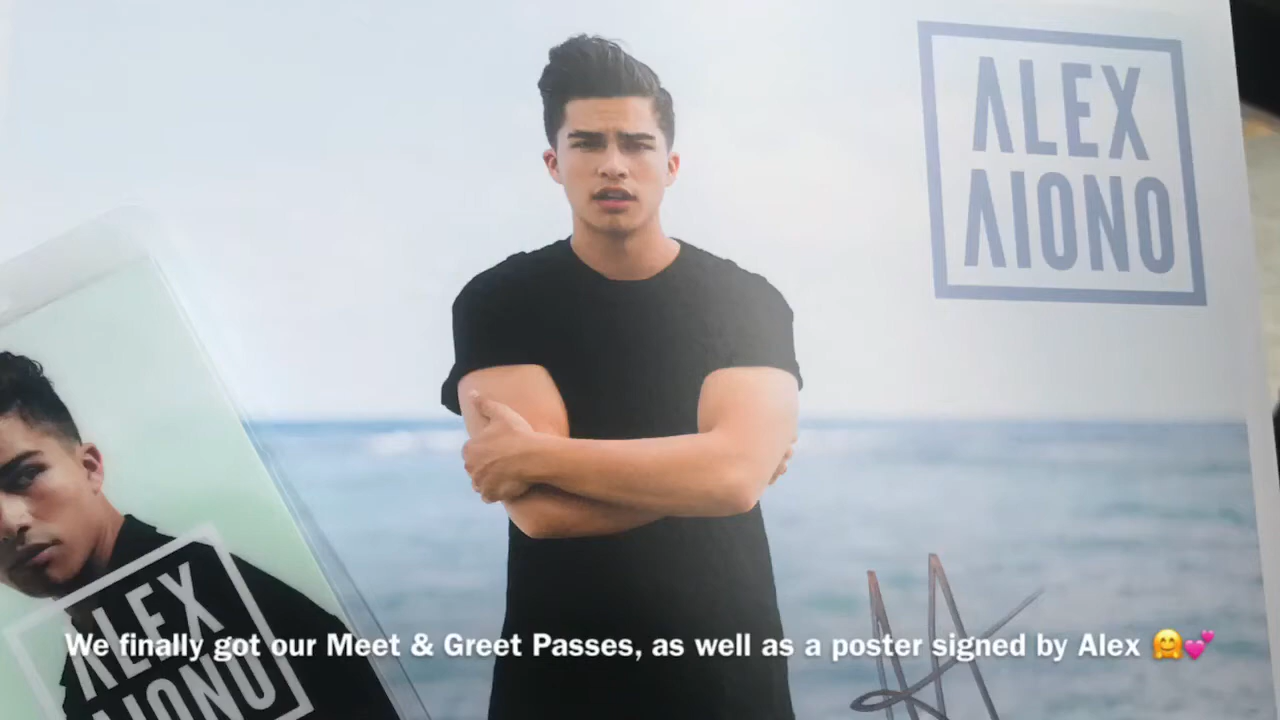 ALEX
AIONO
We finally got our Meet & Greet Passes, as well as a poster signed by Alex 🤗💕
ALEX
AIONO